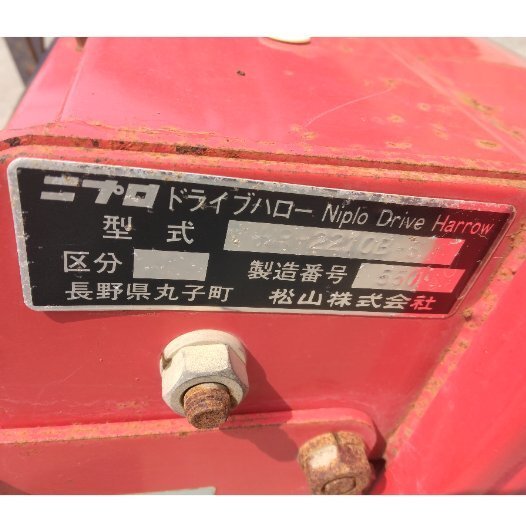 ニプロ ドライブハロー Niplo Drive Harrow
型式
区分 製造番号
長野県丸子町 松山株式会社